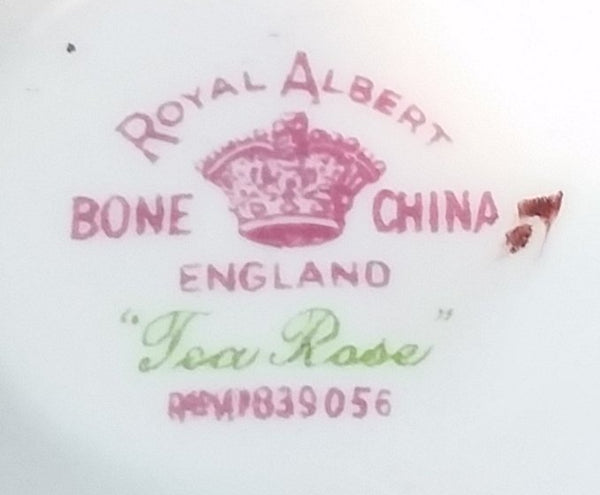 ROYAL ALBERT
BONE CHINA
ENGLAND
"Tea Rose"
839056